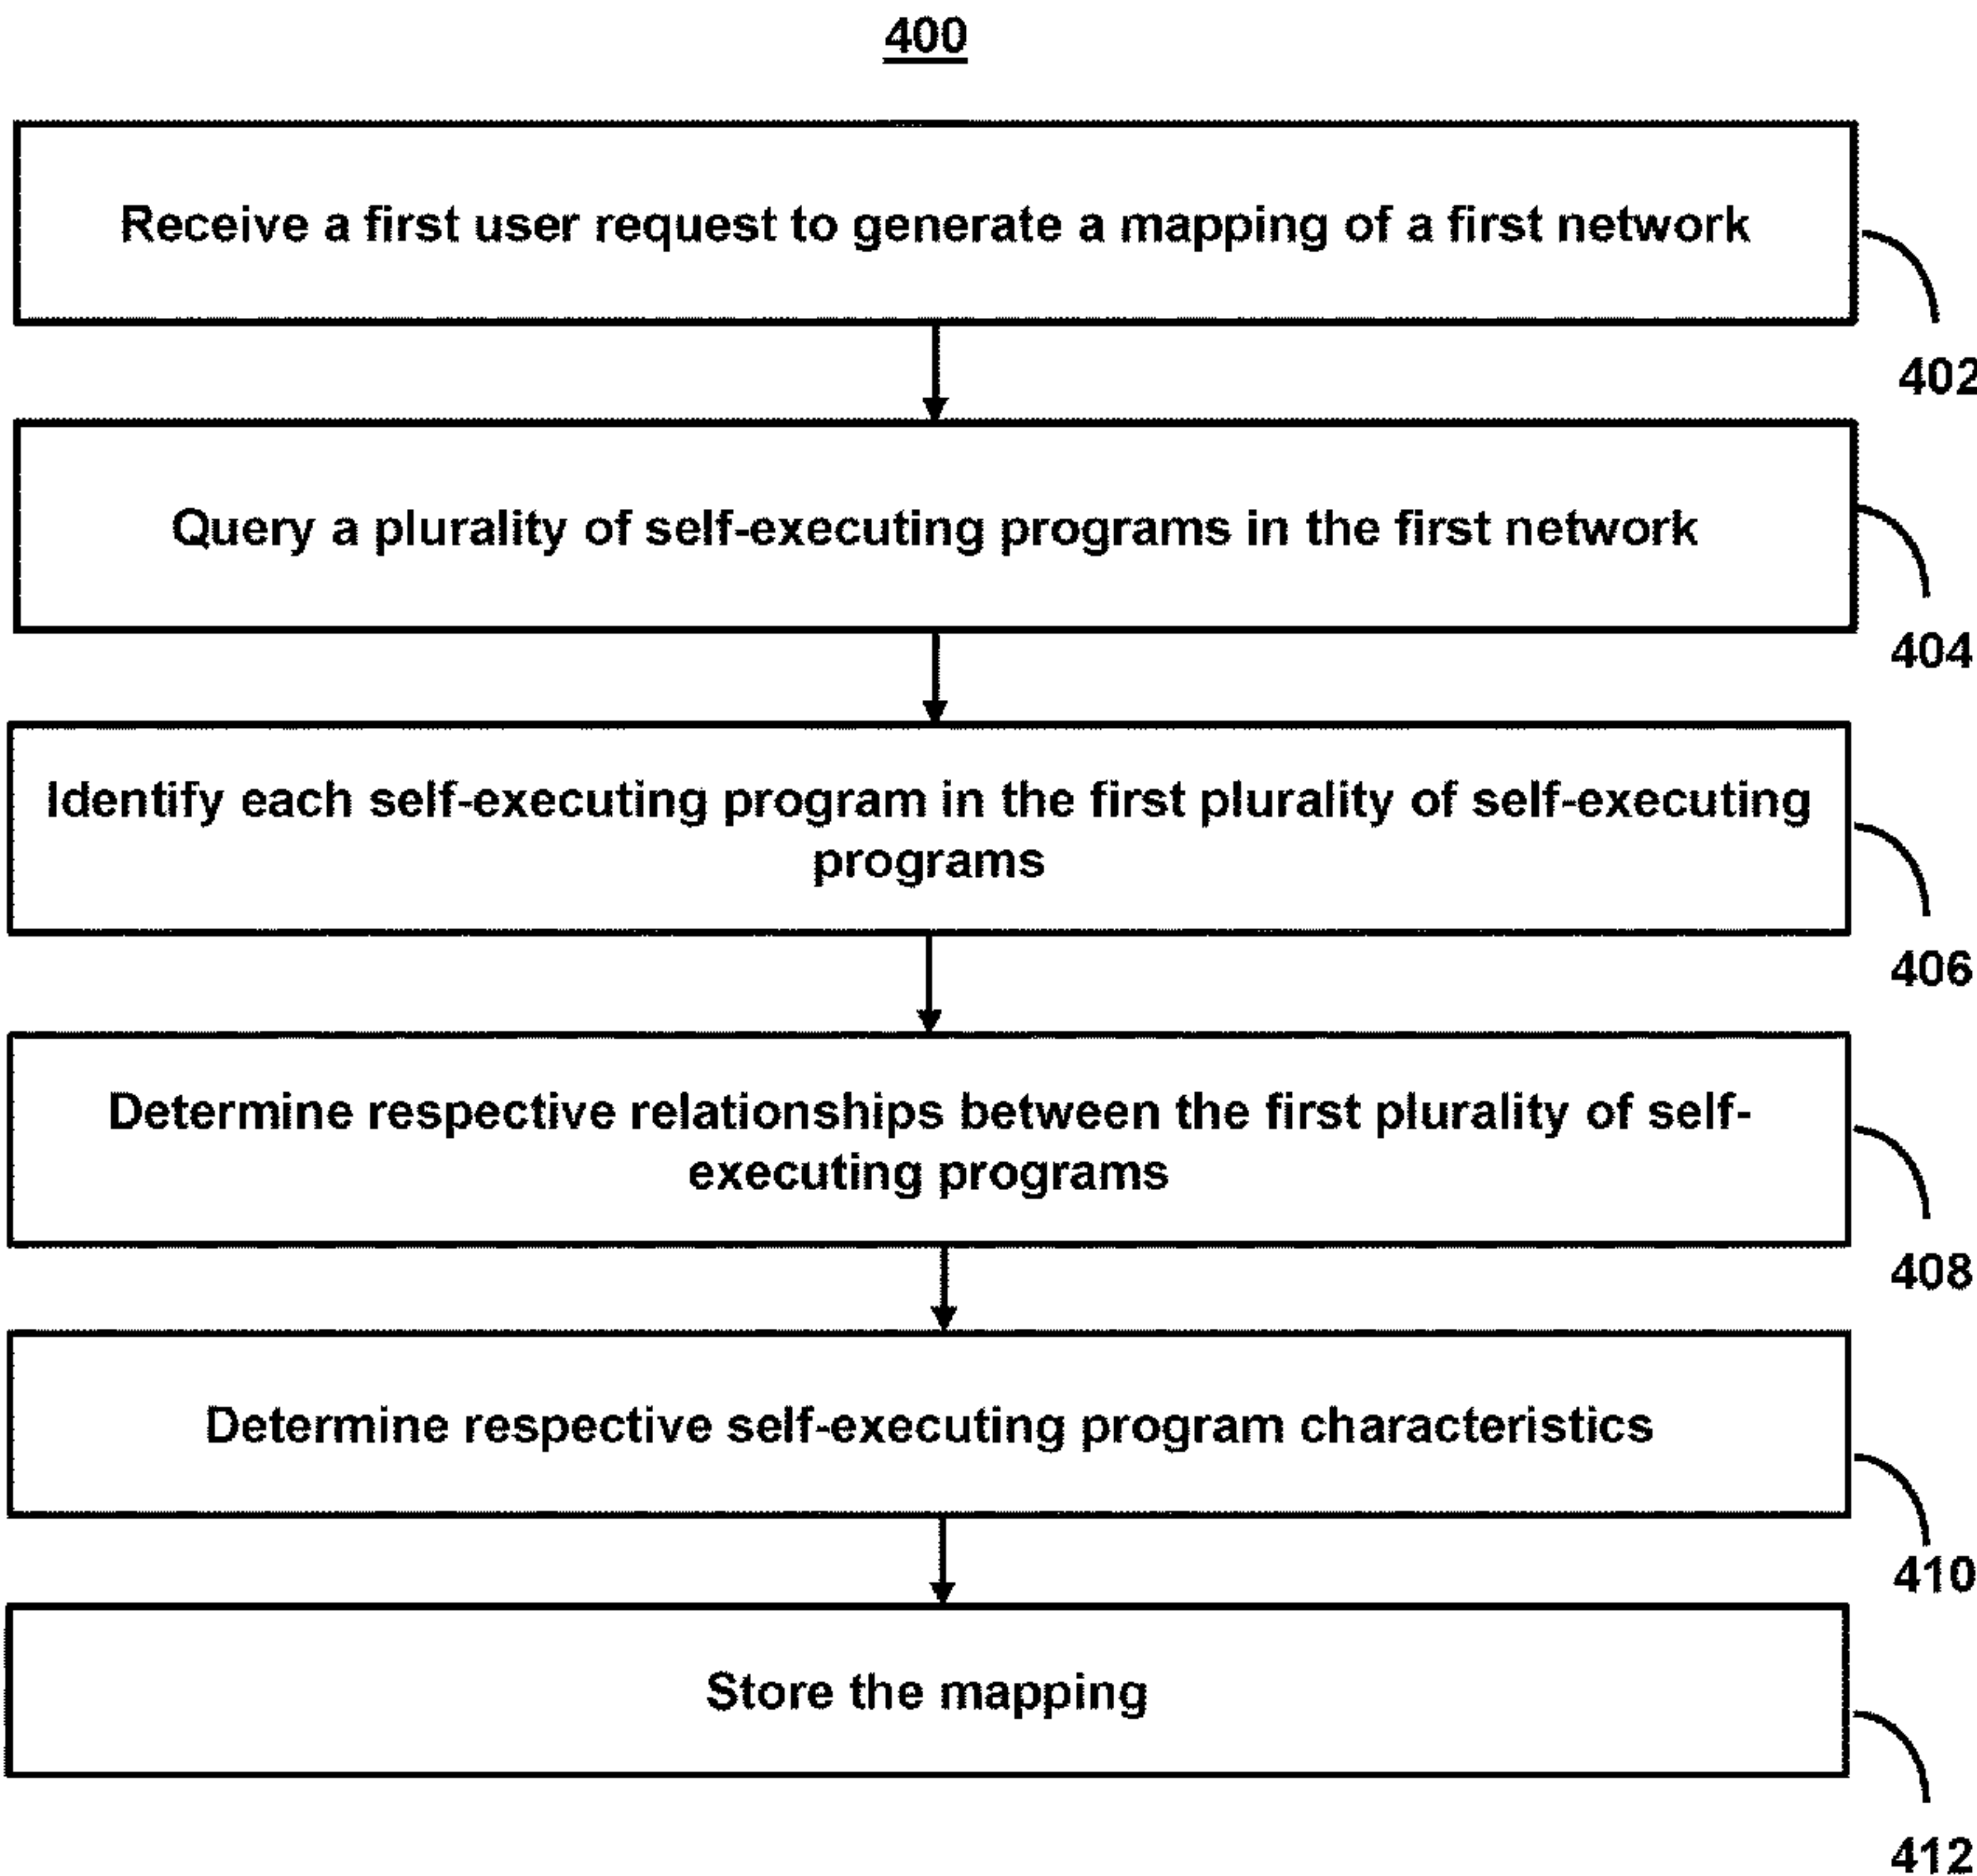 400
Receive a first user request to generate a mapping of a first network
402
Query a plurality of self-executing programs in the first network
404
Identify each self-executing program in the first plurality of self-executing
programs
406
Determine respective relationships between the first plurality of self-
executing programs
408
Determine respective self-executing program characteristics
410
Store the mapping
412